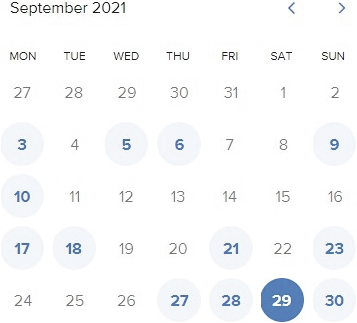 September 2021
MON TUE WED THU FRI SAT SUN
27 28 29 30 31 1 2
3 4 5 6 7 8 9
10 11 12 13 14 15 16
17 18 19 20 21 22 23
24 25 26 27 28 29 30